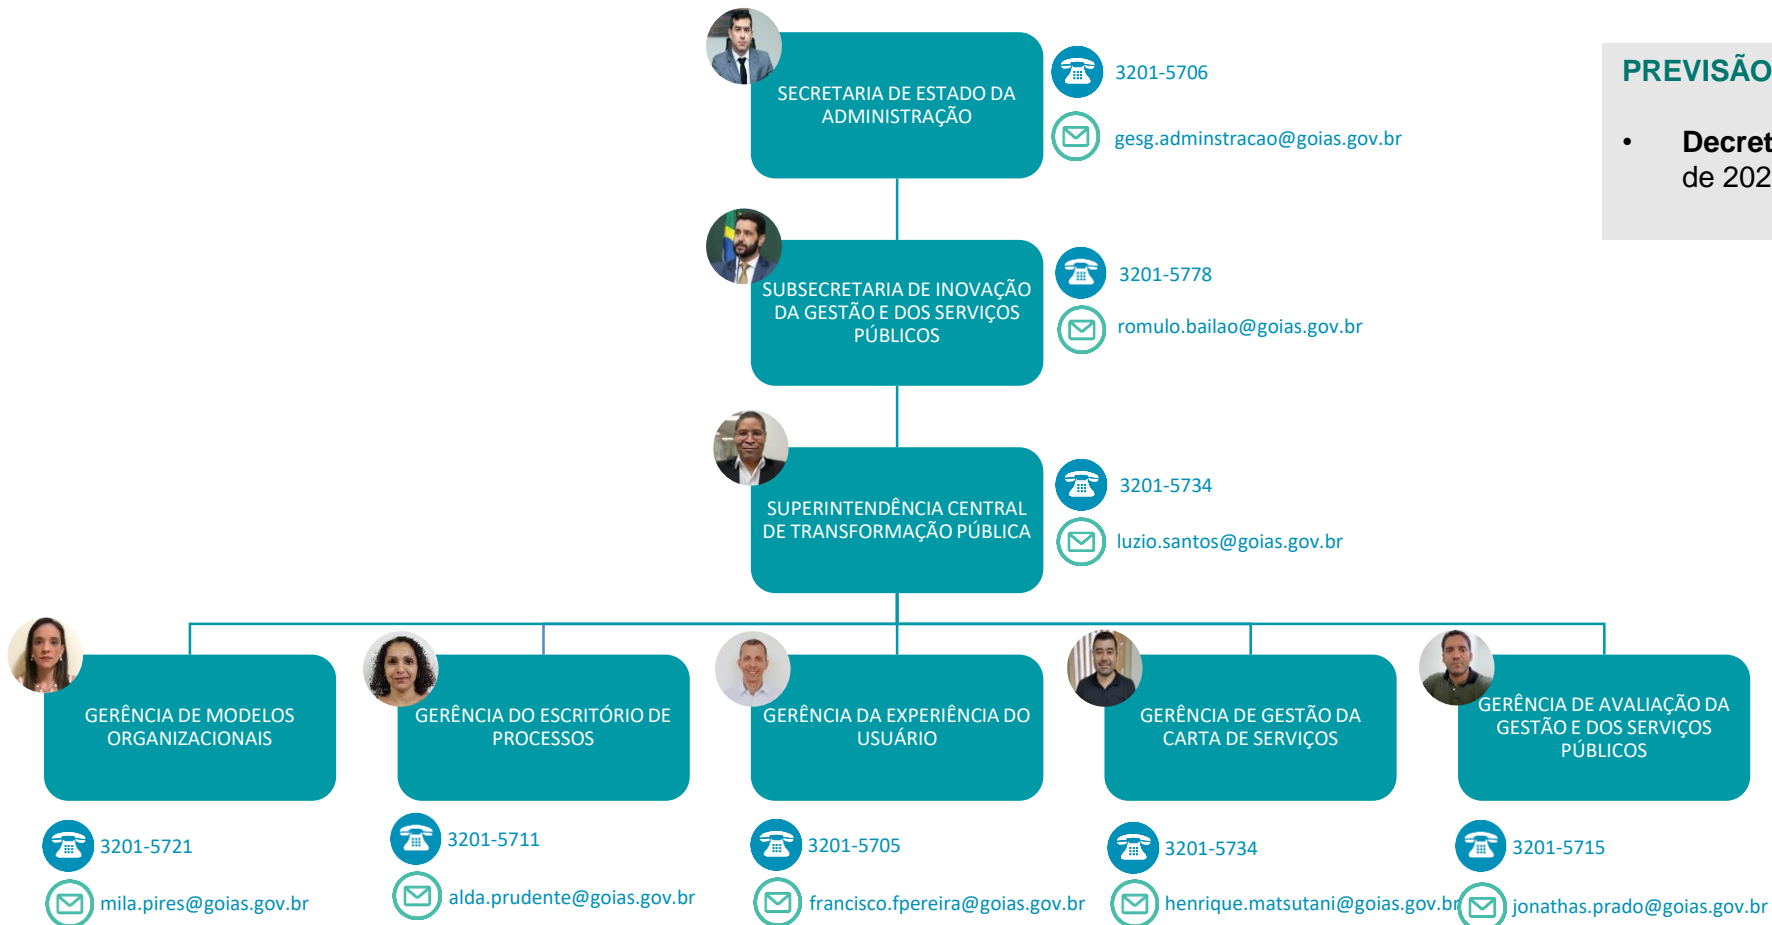 SECRETARIA DE ESTADO DA
ADMINISTRAÇÃO
3201-5706
gesg.adminstracao@goias.gov.br
PREVISÃO
• Decret
de 202
SUBSECRETARIA DE INOVAÇÃO
DA GESTÃO E DOS SERVIÇOS
PÚBLICOS
3201-5778
romulo.bailao@goias.gov.br
SUPERINTENDÊNCIA CENTRAL
DE TRANSFORMAÇÃO PÚBLICA
3201-5734
luzio.santos@goias.gov.br
GERÊNCIA DE MODELOS
ORGANIZACIONAIS
3201-5721
mila.pires@goias.gov.br
GERÊNCIA DO ESCRITÓRIO DE
PROCESSOS
3201-5711
alda.prudente@goias.gov.br
GERÊNCIA DA EXPERIÊNCIA DO
USUÁRIO
3201-5705
francisco.fpereira@goias.gov.br
GERÊNCIA DE GESTÃO DA
CARTA DE SERVIÇOS
3201-5734
henrique.matsutani@goias.gov.br
GERÊNCIA DE AVALIAÇÃO DA
GESTÃO E DOS SERVIÇOS
PÚBLICOS
3201-5715
jonathas.prado@goias.gov.br